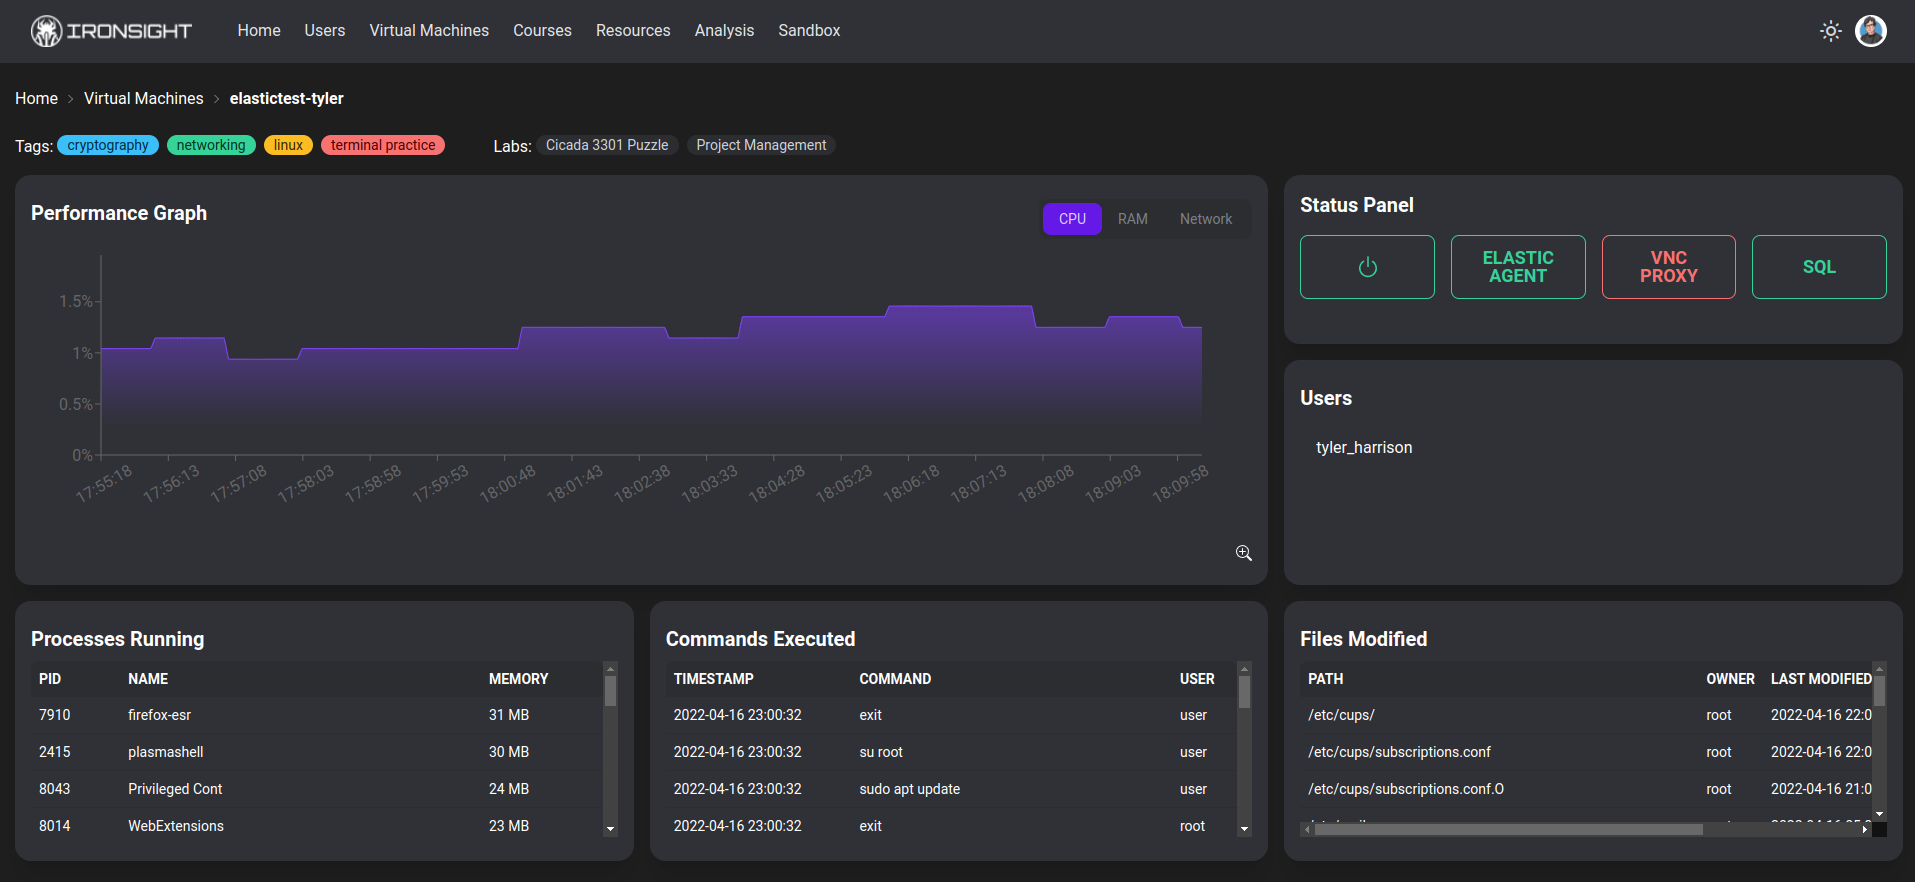 IRONSIGHT Home Users Virtual Machines Courses Resources Analysis Sandbox
Home > Virtual Machines > elastictest-tyler
Tags: cryptography networking linux terminal practice Labs: Cicada 3301 Puzzle Project Management
Performance Graph
CPU RAM Network
1.5%
1%
0.5%
0%
17:55:18 17:56:13 17:57:08 17:58:03 17:58:58 17:59:53 18:00:48 18:01:43 18:02:38 18:03:33 18:04:28 18:05:23 18:06:18 18:07:13 18:08:08 18:09:03 18:09:58
Status Panel
ELASTIC
AGENT
VNC
PROXY
SQL
Users
tyler_harrison
Processes Running
PID NAME MEMORY
7910 firefox-esr 31 MB
2415 plasmashell 30 MB
8043 Privileged Cont 24 MB
8014 WebExtensions 23 MB
Commands Executed
TIMESTAMP COMMAND USER
2022-04-16 23:00:32 exit user
2022-04-16 23:00:32 su root user
2022-04-16 23:00:32 sudo apt update user
2022-04-16 23:00:32 exit root
Files Modified
PATH OWNER LAST MODIFIED
/etc/cups/ root 2022-04-16 22:0
/etc/cups/subscriptions.conf root 2022-04-16 22:0
/etc/cups/subscriptions.conf.O root 2022-04-16 21:0